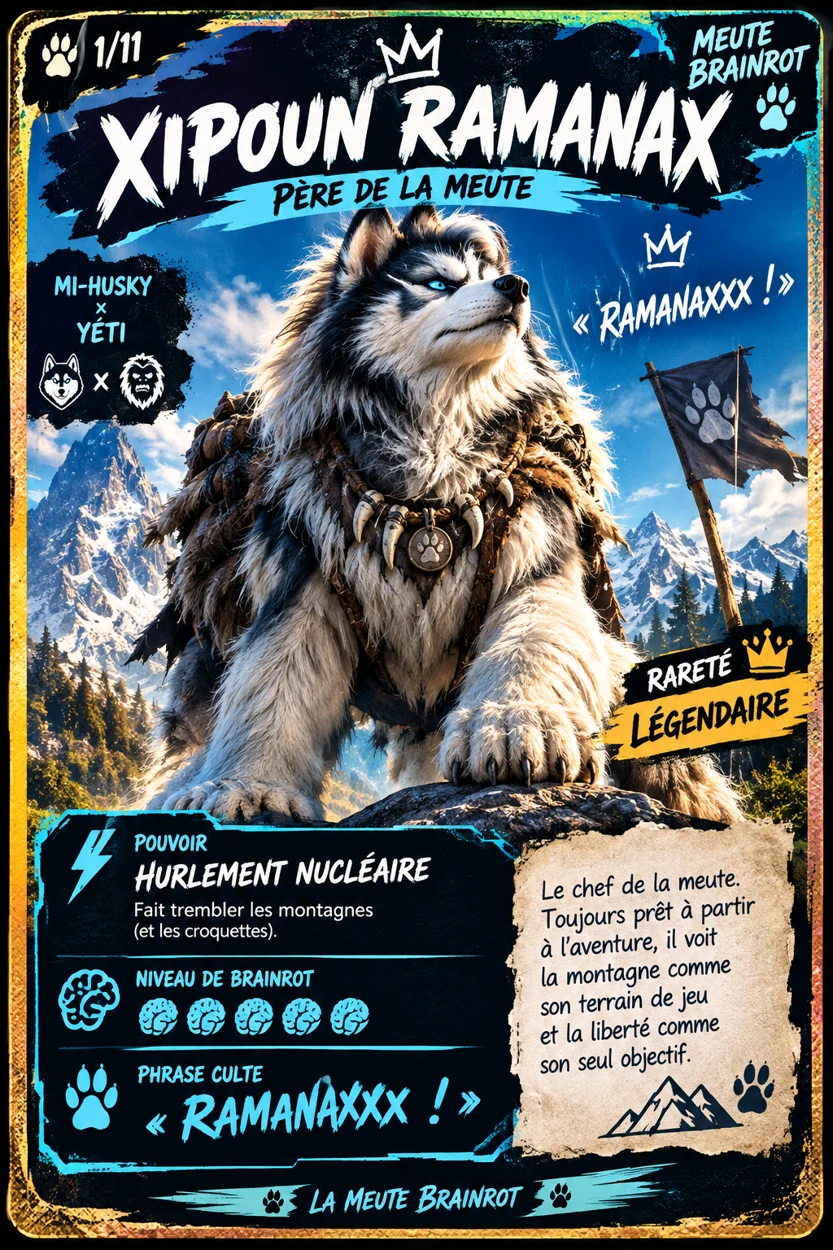 1/11
MEUTE
BRAINROT
XIPOUN RAMANAX
PÈRE DE LA MEUTE
MI-HUSKY
×
YÉTI
X
« RAMANAXXX ! »
RARETÉ
LÉGENDAIRE
POUVOIR
HURLEMENT NUCLÉAIRE
Fait trembler les montagnes
(et les croquettes).
NIVEAU DE BRAINROT
PHRASE CULTE
« RAMANAXXX ! »
Le chef de la meute.
Toujours prêt à partir
à l'aventure, il voit
la montagne comme
son terrain de jeu
et la liberté comme
son seul objectif.
LA MEUTE BRAINROT